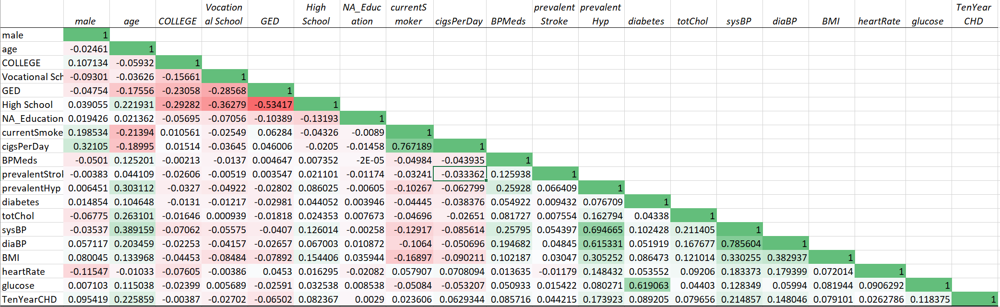 Vocation High NA_Educ currentS prevalent prevalent TenYear
male age COLLEGE al School GED School ation moker cigsPerDay BPMeds Stroke Hyp diabetes totChol sysBP diaBP BMI heartRate glucose CHD
male 1
age -0.02461 1
COLLEGE 0.107134 -0.05932 1
Vocational Sch -0.09301 -0.03626 -0.15661 1
GED -0.04754 -0.17556 -0.23058 -0.28568 1
High School 0.039055 0.221931 -0.29282 -0.36279 -0.53417 1
NA_Education 0.019426 0.021362 -0.05695 -0.07056 -0.10389 -0.13193 1
currentSmoke 0.198534 -0.21394 0.010561 -0.02549 0.06284 -0.04326 -0.0089 1
cigsPerDay 0.32105 -0.18995 0.01514 -0.03645 0.046006 -0.0205 -0.01458 0.767189 1
BPMeds -0.0501 0.125201 -0.00213 -0.0137 0.004647 0.007352 -2E-05 -0.04984 -0.043935 1
prevalentStrok -0.00383 0.044109 -0.02606 -0.00519 0.003547 0.021101 -0.01174 -0.03241 -0.033362 0.125938 1
prevalentHyp 0.006451 0.303112 -0.0327 -0.04922 -0.02802 0.086025 -0.00605 -0.10267 -0.062799 0.25928 0.066409 1
diabetes 0.014854 0.104648 -0.0131 -0.01217 -0.02981 0.044052 0.003946 -0.04445 -0.038376 0.054922 0.009432 0.076709 1
totChol -0.06775 0.263101 -0.01646 0.000939 -0.01818 0.024353 0.007673 -0.04696 -0.02651 0.081727 0.007554 0.162794 0.04338 1
sysBP -0.03537 0.389159 -0.07062 -0.05575 -0.0407 0.126014 -0.00258 -0.12917 -0.085614 0.25795 0.054397 0.694665 0.102428 0.211405 1
diaBP 0.057117 0.203459 -0.02253 -0.04157 -0.02657 0.067003 0.010872 -0.1064 -0.050696 0.194682 0.04845 0.615331 0.051919 0.167677 0.785604 1
BMI 0.080045 0.133968 -0.04453 -0.08484 -0.07892 0.154406 0.035944 -0.16897 -0.090211 0.102187 0.03047 0.305252 0.086473 0.121014 0.330255 0.382937 1
heartRate -0.11547 -0.01033 -0.07605 -0.00386 0.0453 0.016295 -0.02082 0.057907 0.0708094 0.013635 -0.01179 0.148432 0.053552 0.09206 0.183373 0.179399 0.072014 1
glucose 0.007103 0.115038 -0.02399 0.005689 -0.02591 0.032538 0.008538 -0.05084 -0.053207 0.050933 0.015422 0.080271 0.619063 0.04403 0.128349 0.05994 0.081944 0.0906292 1
TenYearCHD 0.095419 0.225859 -0.00387 -0.02702 -0.06502 0.082367 0.0029 0.023606 0.0629344 0.085716 0.044215 0.173923 0.089205 0.079656 0.214857 0.148046 0.079101 0.0262786 0.118375 1